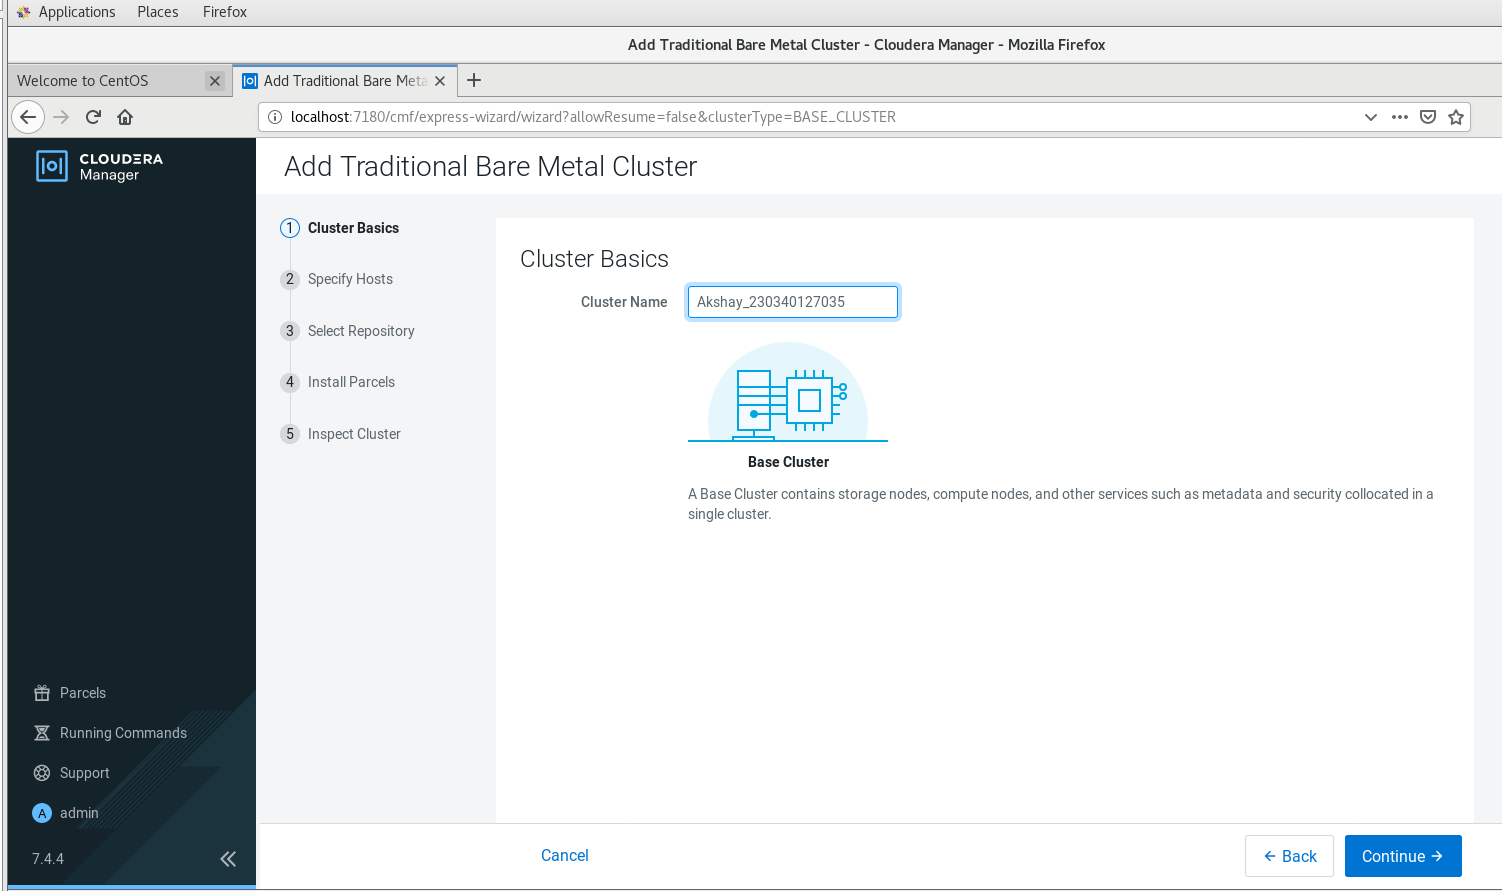 Applications Places Firefox
Add Traditional Bare Metal Cluster - Cloudera Manager - Mozilla Firefox
Welcome to CentOS
Add Traditional Bare Meta
localhost:7180/cmf/express-wizard/wizard?allowResume=false&clusterType=BASE_CLUSTER
CLOUDERA
Manager
Add Traditional Bare Metal Cluster
1 Cluster Basics
2 Specify Hosts
3 Select Repository
4 Install Parcels
5 Inspect Cluster
Cluster Basics
Cluster Name Akshay_230340127035
Base Cluster
A Base Cluster contains storage nodes, compute nodes, and other services such as metadata and security collocated in a
single cluster.
Parcels
Running Commands
Support
A admin
7.4.4
Cancel
Back
Continue